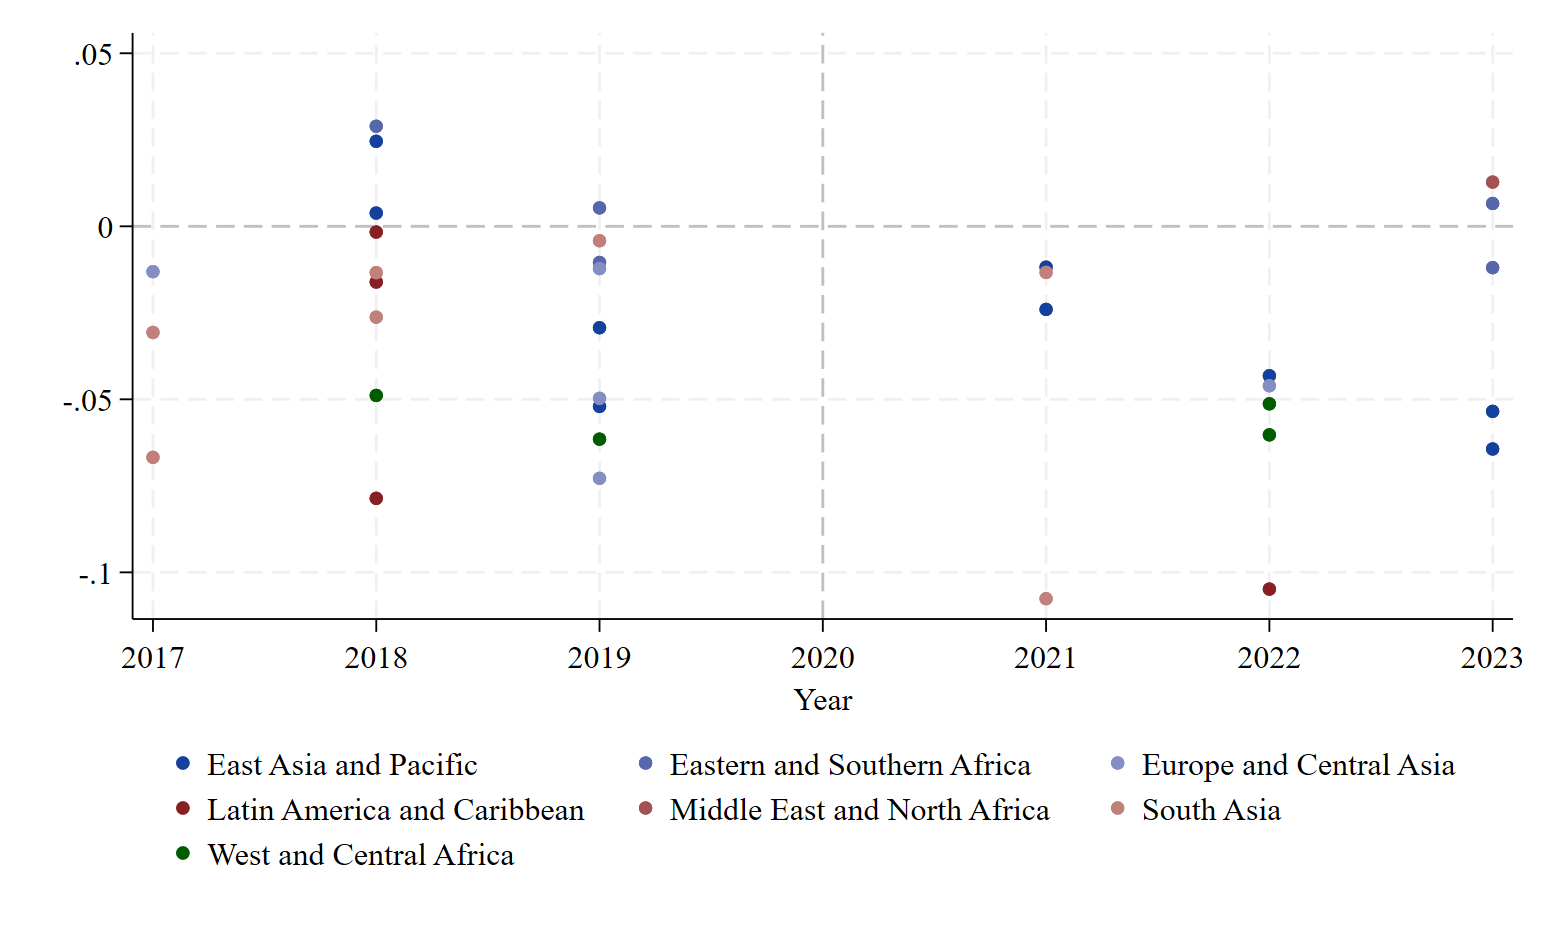 .05
0
-.05
-.1
2017 2018 2019 2020 2021 2022 2023
Year
East Asia and Pacific Eastern and Southern Africa Europe and Central Asia
Latin America and Caribbean Middle East and North Africa South Asia
West and Central Africa